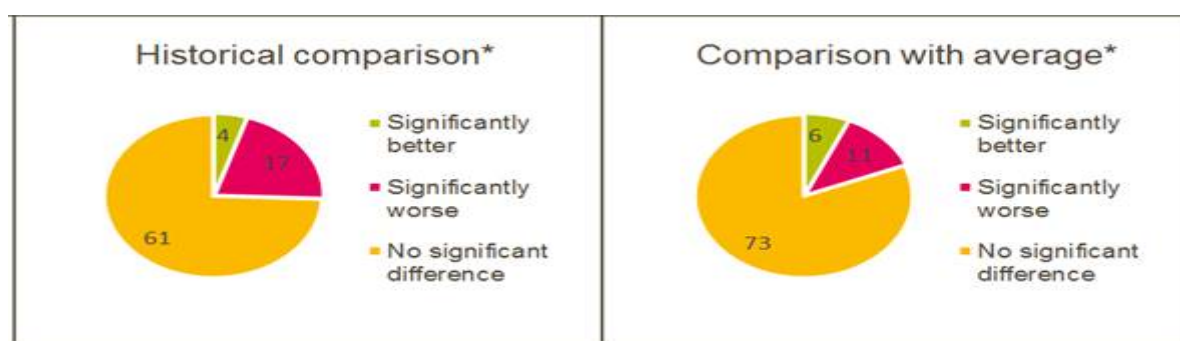 Historical comparison*
4
17
61
Significantly
better
Significantly
worse
No significant
difference
Comparison with average*
6
11
73
Significantly
better
Significantly
worse
No significant
difference